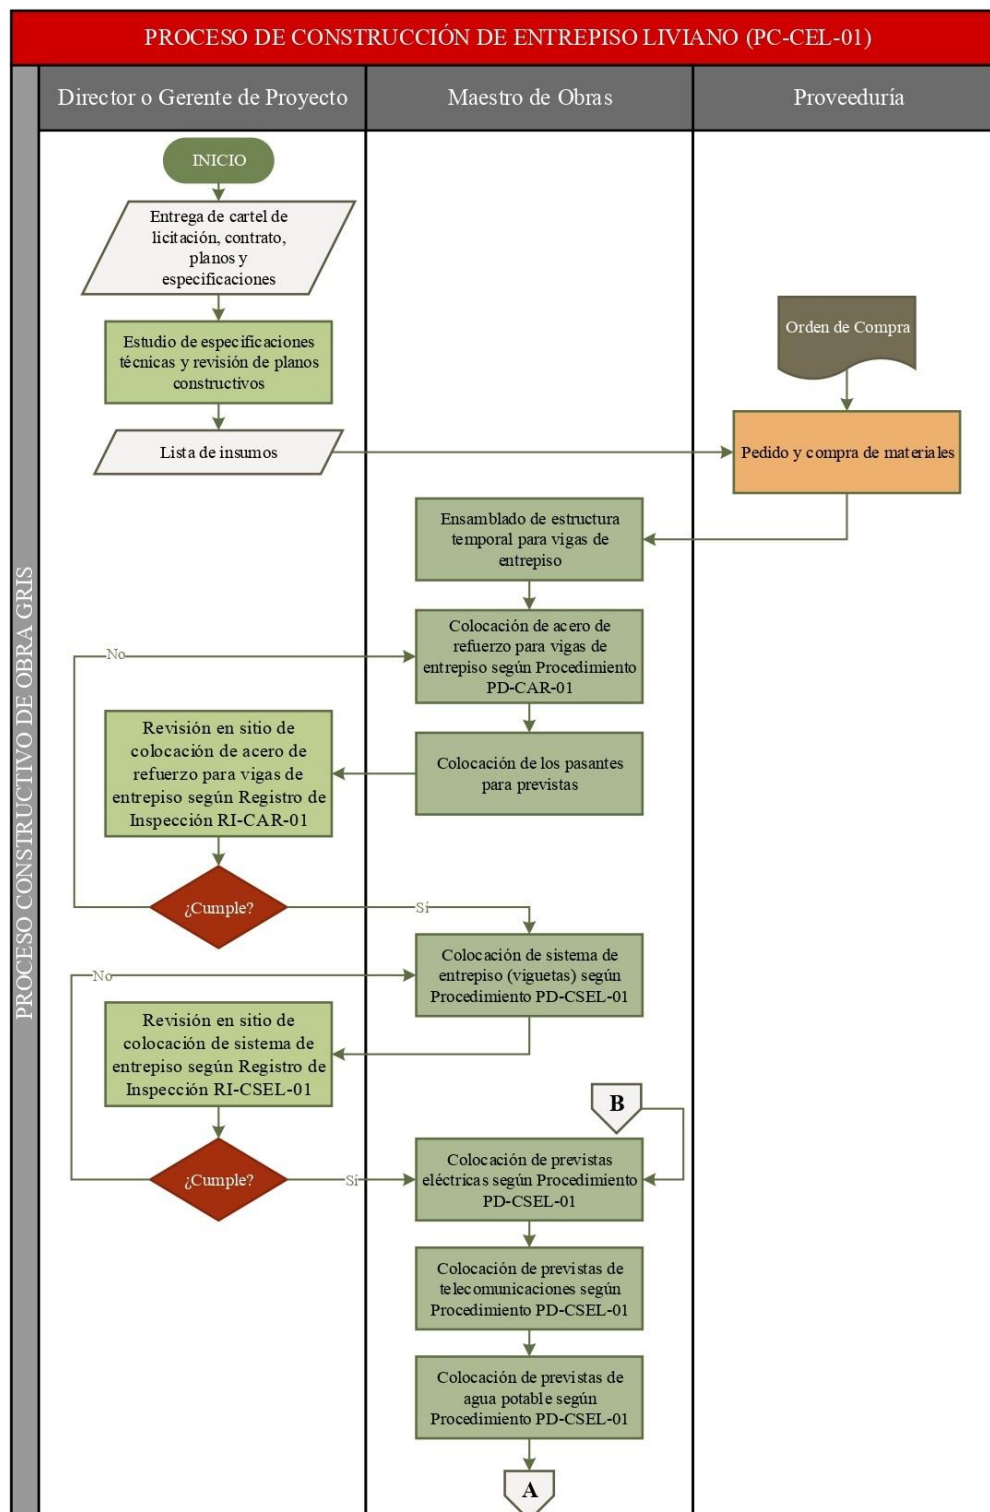 PROCESO DE CONSTRUCCIÓN DE ENTREPISO LIVIANO (PC-CEL-01)
PROCESO CONSTRUCTIVO DE OBRA GRIS
Director o Gerente de Proyecto
Maestro de Obras
Proveeduría
INICIO
Entrega de cartel de
licitación, contrato,
planos y
especificaciones
Estudio de especificaciones
técnicas y revisión de planos
constructivos
Orden de Compra
Lista de insumos
Pedido y compra de materiales
Ensamblado de estructura
temporal para vigas de
entrepiso
Colocación de acero de
refuerzo para vigas de
entrepiso según Procedimiento
PD-CAR-01
No
Colocación de los pasantes
para previstas
Revisión en sitio de
colocación de acero de
refuerzo para vigas de
entrepiso según Registro de
Inspección RI-CAR-01
¿Cumple?
Sí
Colocación de sistema de
entrepiso (viguetas) según
Procedimiento PD-CSEL-01
No
Revisión en sitio de
colocación de sistema de
entrepiso según Registro de
Inspección RI-CSEL-01
B
¿Cumple?
Sí
Colocación de previstas
eléctricas según Procedimiento
PD-CSEL-01
Colocación de previstas de
telecomunicaciones según
Procedimiento PD-CSEL-01
Colocación de previstas de
agua potable según
Procedimiento PD-CSEL-01
A